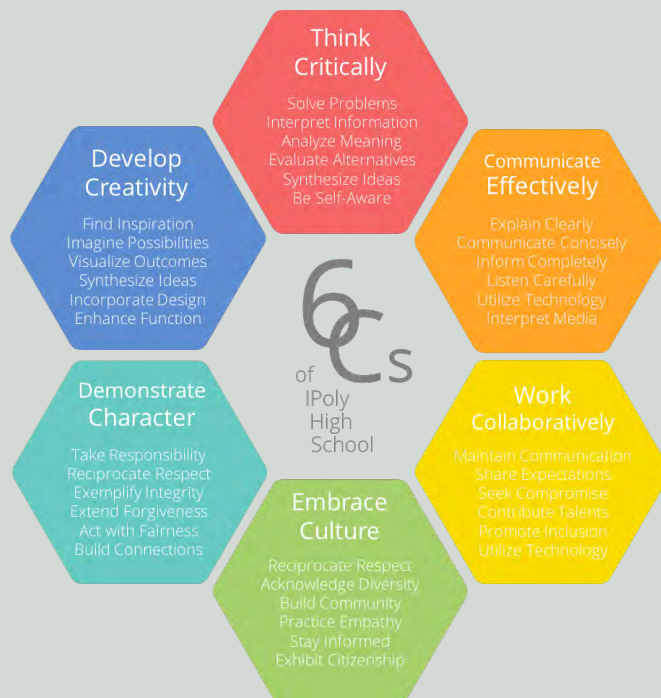 Think
Critically
Solve Problems
Interpret Information
Analyze Meaning
Evaluate Alternatives
Synthesize Ideas
Be Self-Aware
Communicate
Effectively
Explain Clearly
Communicate Concisely
Inform Completely
Listen Carefully
Utilize Technology
Interpret Media
Work
Collaboratively
Maintain Communication
Share Expectations
Seek Compromise
Contribute Talents
Promote Inclusion
Utilize Technology
Embrace
Culture
Reciprocate Respect
Acknowledge Diversity
Build Community
Practice Empathy
Stay Informed
Exhibit Citizenship
Demonstrate
Character
Take Responsibility
Reciprocate Respect
Exemplify Integrity
Extend Forgiveness
Act with Fairness
Build Connections
Develop
Creativity
Find Inspiration
Imagine Possibilities
Visualize Outcomes
Synthesize Ideas
Incorporate Design
Enhance Function
6Cs
of
IPoly
High
School